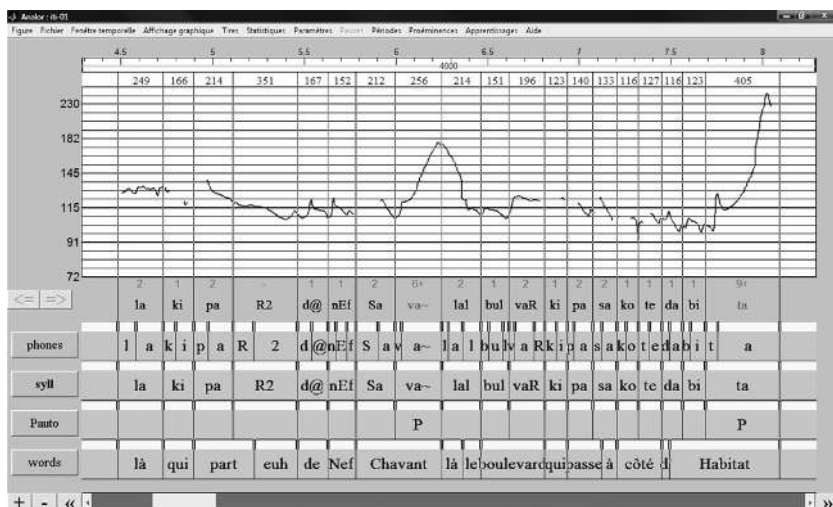 Analor : rti-01
Figure Fichier Fenêtre temporelle Affichage graphique Tires Statistiques Paramètres Pauses Périodes Proéminences Apprentissages Aide
4.5 5 5.5 6 6.5 7 7.5 8
4000
249 166 214 351 167 152 212 256 214 151 196 123 140 133 116 127 116 123 405
230
182
145
115
91
72
2 1 2 - 1 1 2 6+ 2 1 2 1 2 2 1 1 1 1 9+
<= => la ki pa R2 d@ nEf Sa va~ lal bul vaR ki pa sa ko te da bi ta
phones l a k i p a R 2 d @ n E f S a v a~ l a l b u l v a R k i p a s a k o t e d a b i t a
syll la ki pa R2 d@ nEf Sa va~ lal bul vaR ki pa sa ko te da bi ta
Pauto P P
words là qui part euh de Nef Chavant là le boulevard qui passe à côté d Habitat
+ - « »